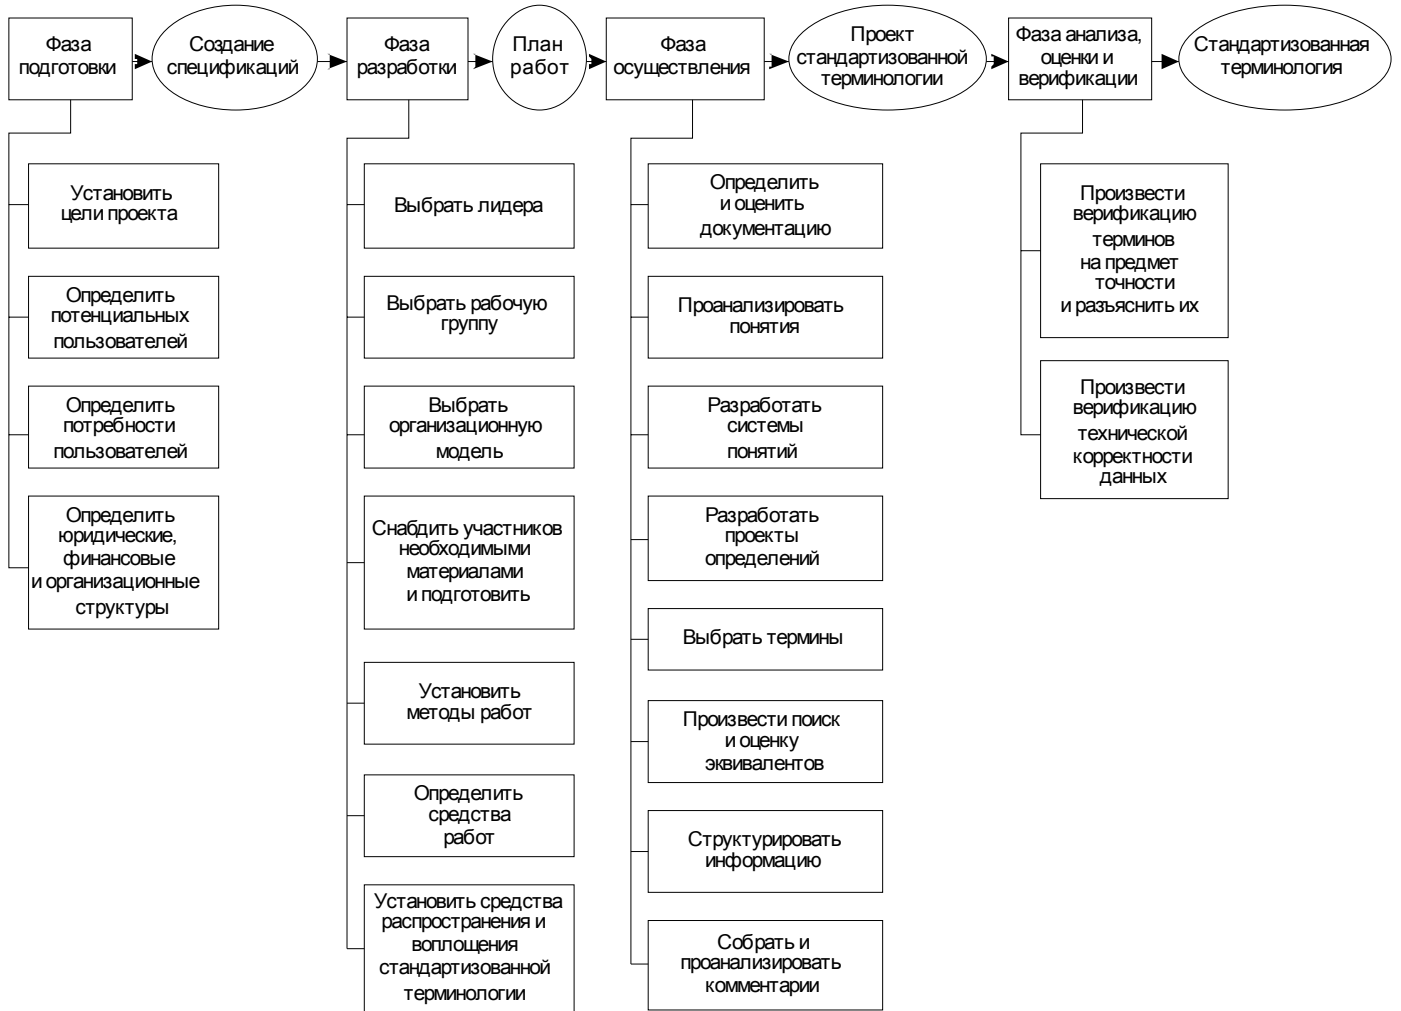 Фаза
подготовки
Создание
спецификаций
Фаза
разработки
План
работ
Фаза
осуществления
Проект
стандартизованной
терминологии
Фаза анализа,
оценки и
верификации
Стандартизованная
терминология
Установить
цели проекта
Определить
потенциальных
пользователей
Определить
потребности
пользователей
Определить
юридические,
финансовые
и организационные
структуры
Выбрать лидера
Выбрать рабочую
группу
Выбрать
организационную
модель
Снабдить участников
необходимыми
материалами
и подготовить
Установить
методы работ
Определить
средства
работ
Установить средства
распространения и
воплощения
стандартизованной
терминологии
Определить
и оценить
документацию
Проанализировать
понятия
Разработать
системы
понятий
Разработать
проекты
определений
Выбрать термины
Произвести поиск
и оценку
эквивалентов
Структурировать
информацию
Собрать и
проанализировать
комментарии
Произвести
верификацию
терминов
на предмет
точности
и разъяснить их
Произвести
верификацию
технической
корректности
данных